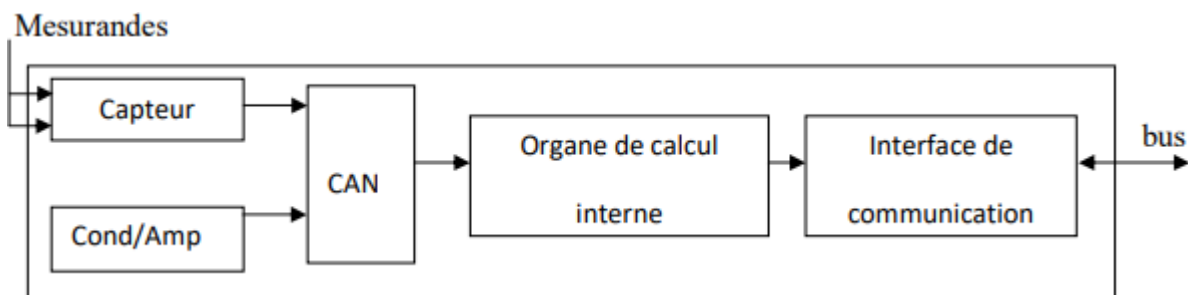 Mesurandes
Capteur
Cond/Amp
CAN
Organe de calcul
interne
Interface de
communication
bus